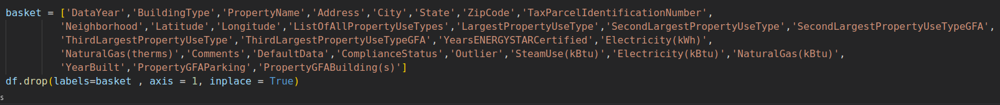 basket = ['DataYear','BuildingType','PropertyName','Address','City','State','ZipCode','TaxParcelIdentificationNumber',
'Neighborhood','Latitude','Longitude','ListOfAllPropertyUseTypes','LargestPropertyUseType','SecondLargestPropertyUseType','SecondLargestPropertyUseTypeGFA',
'ThirdLargestPropertyUseType','ThirdLargestPropertyUseTypeGFA','YearsENERGYSTARCertified','Electricity(kWh)',
'NaturalGas(therms)','Comments','DefaultData','ComplianceStatus','Outlier','SteamUse(kBtu)','Electricity(kBtu)','NaturalGas(kBtu)',
'YearBuilt','PropertyGFAParking','PropertyGFABuilding(s)']
df.drop(labels=basket , axis = 1, inplace = True)
s